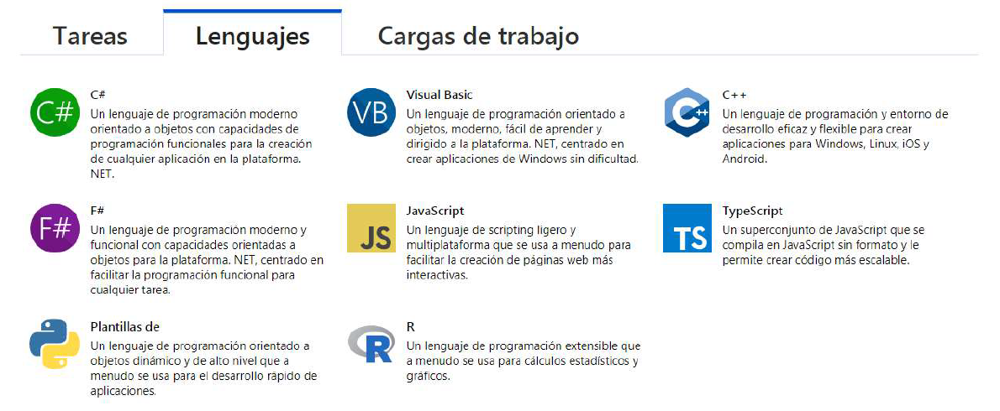 Tareas
Lenguajes
Cargas de trabajo
C#
C#
Un lenguaje de programación moderno
orientado a objetos con capacidades de
programación funcionales para la creación
de cualquier aplicación en la plataforma.
NET.
VB
Visual Basic
Un lenguaje de programación orientado a
objetos, moderno, fácil de aprender y
dirigido a la plataforma. NET, centrado en
crear aplicaciones de Windows sin dificultad.
C++
C++
Un lenguaje de programación y entorno de
desarrollo eficaz y flexible para crear
aplicaciones para Windows, Linux, iOS y
Android.
F#
F#
Un lenguaje de programación moderno y
funcional con capacidades orientadas a
objetos para la plataforma. NET, centrado en
facilitar la programación funcional para
cualquier tarea.
JS
JavaScript
Un lenguaje de scripting ligero y
multiplataforma que se usa a menudo para
facilitar la creación de páginas web más
interactivas.
TS
TypeScript
Un superconjunto de JavaScript que se
compila en JavaScript sin formato y le
permite crear código más escalable.
Plantillas de
Un lenguaje de programación orientado a
objetos dinámico y de alto nivel que a
menudo se usa para el desarrollo rápido de
aplicaciones.
R
R
Un lenguaje de programación extensible que
a menudo se usa para cálculos estadísticos y
gráficos.